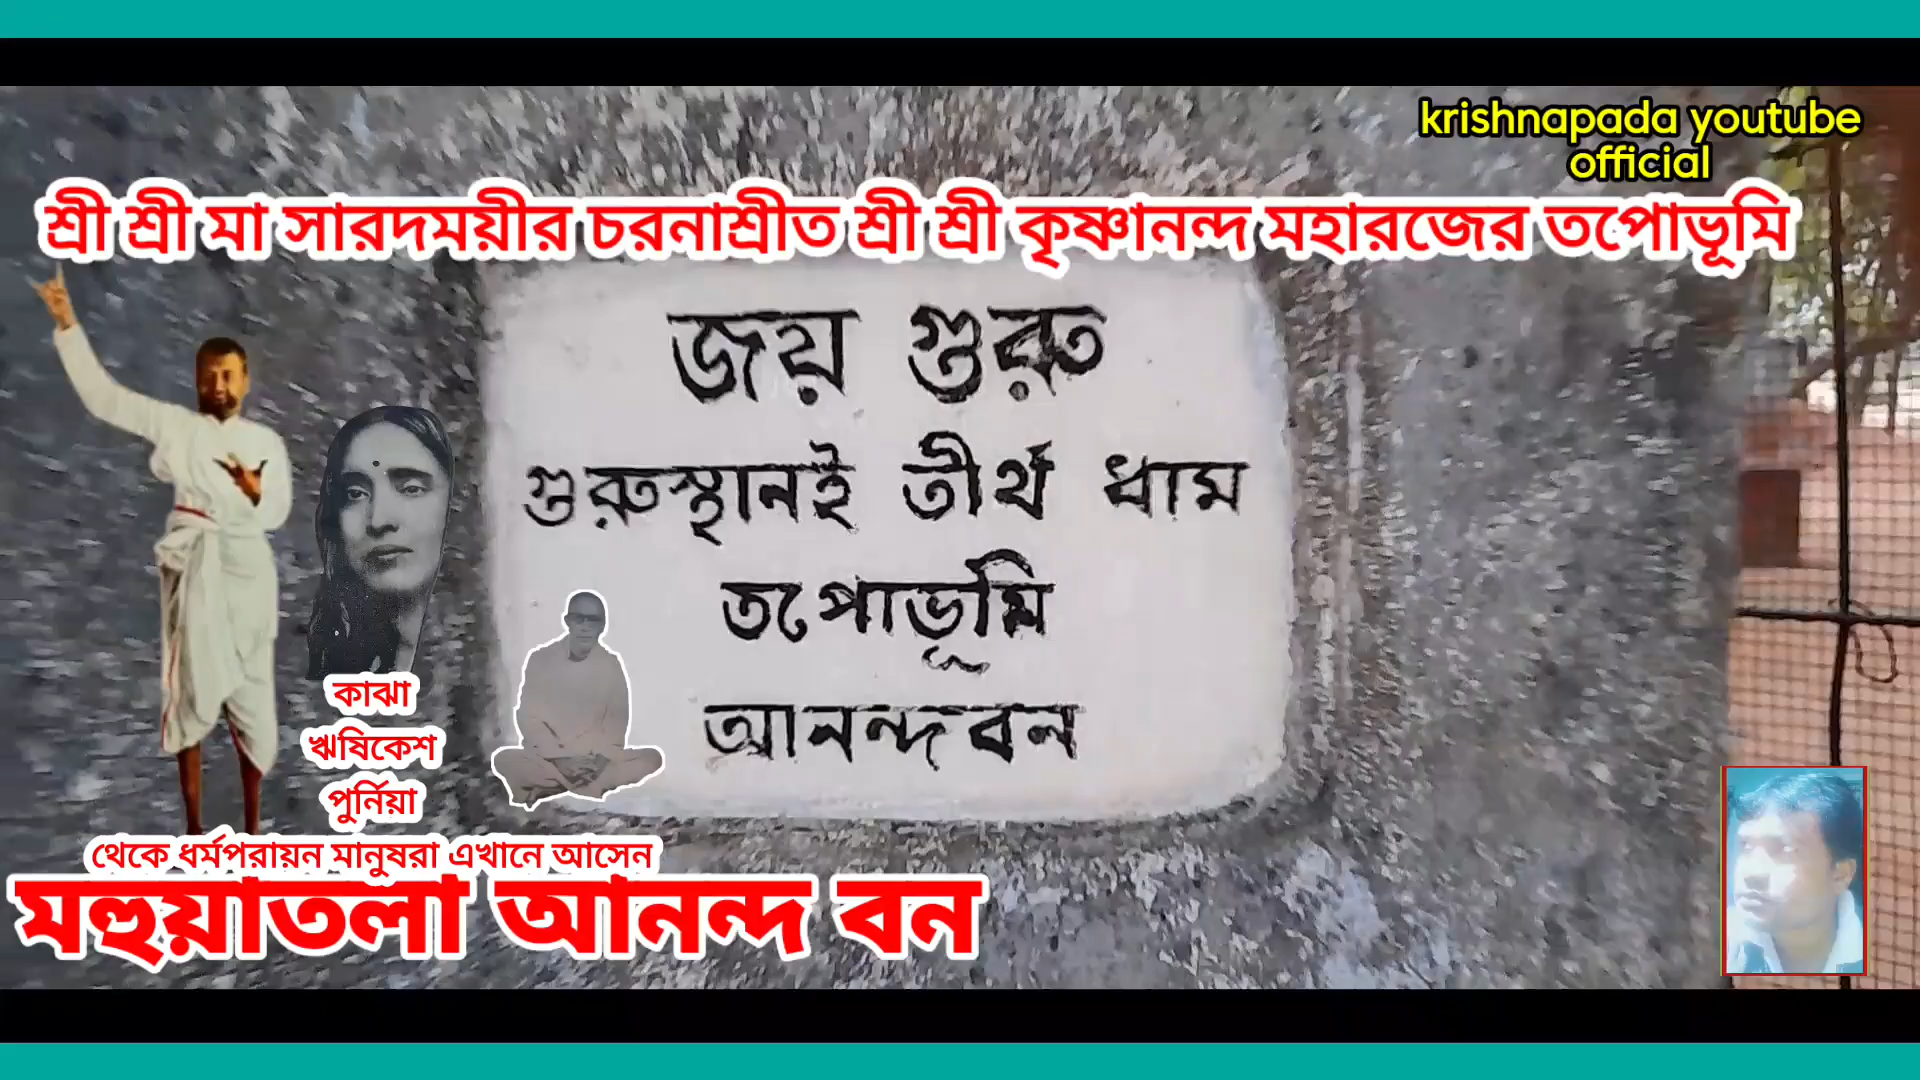 krishnapada youtube
official
শ্রী শ্রী মা সারদময়ীর চরনাশ্রীত শ্রী শ্রী কৃষ্ণানন্দ মহারজের তপোভূমি
জয় গুরু
গুরুস্থানই তীর্থ ধাম
তপোভূমি
আনন্দবন
কাঝা
ঋষিকেশ
পুর্নিয়া
থেকে ধর্মপরায়ন মানুষরা এখানে আসেন
মহুয়াতলা আনন্দ বন